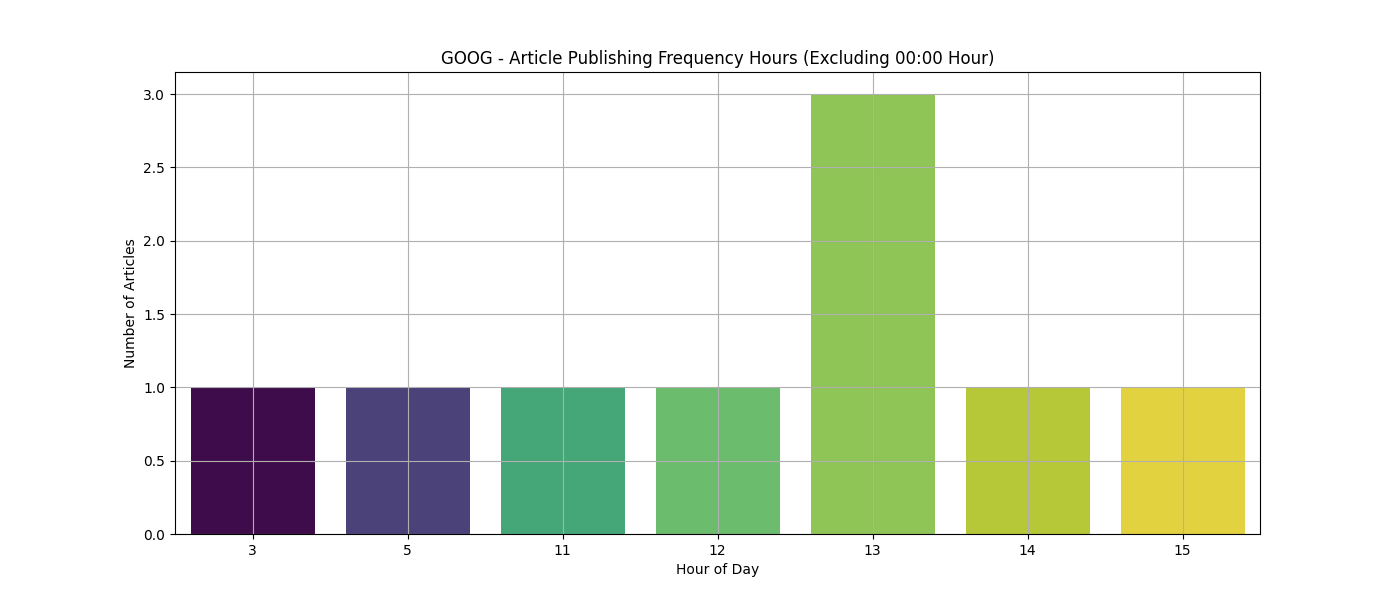 GOOG - Article Publishing Frequency Hours (Excluding 00:00 Hour)
Number of Articles
3.0
2.5
2.0
1.5
1.0
0.5
0.0
3 5 11 12 13 14 15
Hour of Day